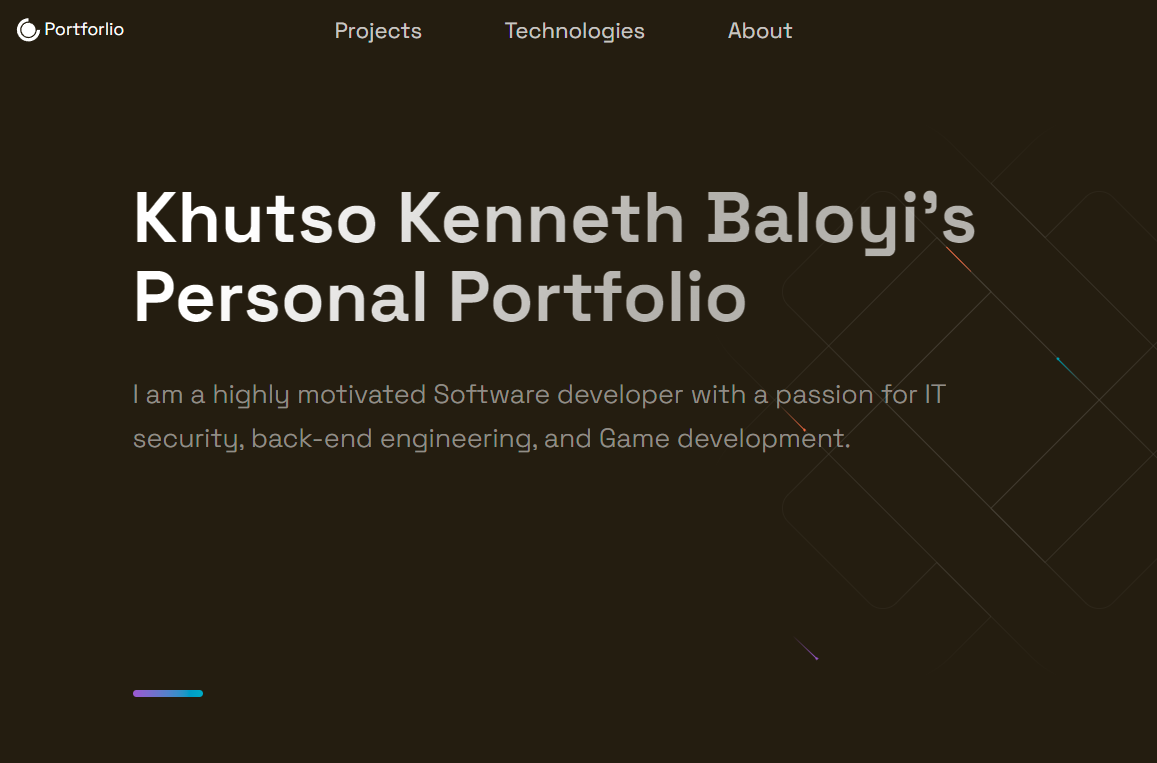 Portforlio
Projects
Technologies
About
Khutso Kenneth Baloyi’s
Personal Portfolio
I am a highly motivated Software developer with a passion for IT
security, back-end engineering, and Game development.